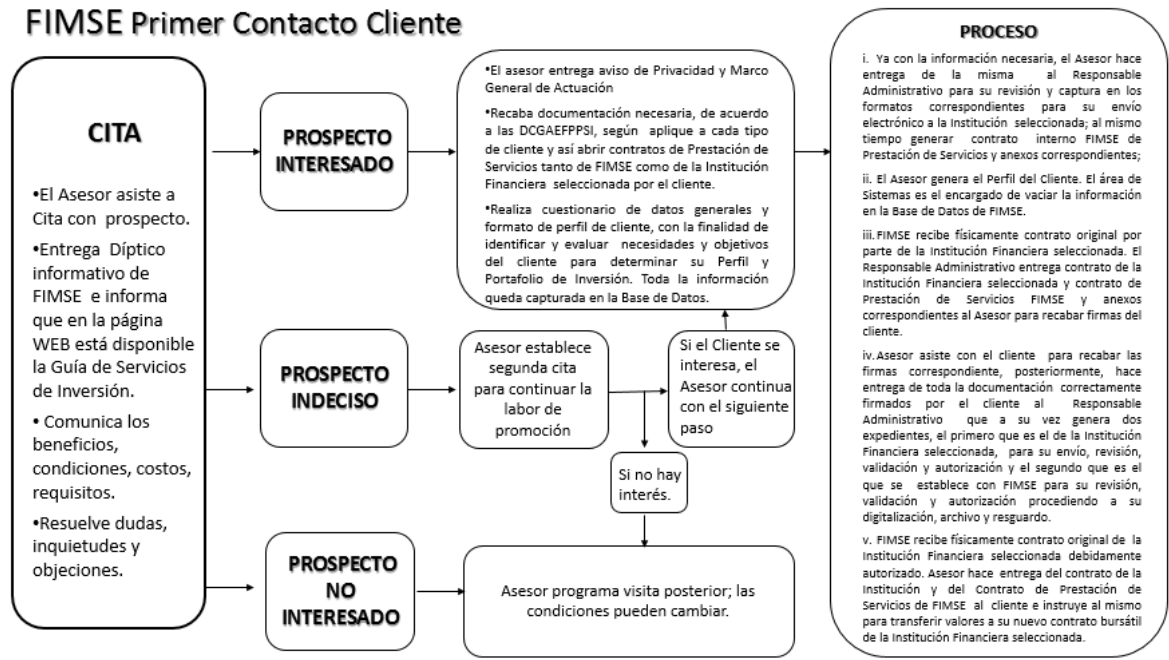 FIMSE Primer Contacto Cliente
CITA
•El Asesor asiste a
Cita con prospecto.
•Entrega Díptico
informativo de
FIMSE e informa
que en la página
WEB está disponible
la Guía de Servicios
de Inversión.
• Comunica los
beneficios,
condiciones, costos,
requisitos.
•Resuelve dudas,
inquietudes y
objeciones.
PROSPECTO
INTERESADO
•El asesor entrega aviso de Privacidad y Marco
General de Actuación
•Recaba documentación necesaria, de acuerdo
a las DCGAEFPPSI, según aplique a cada tipo
de cliente y así abrir contratos de Prestación de
Servicios tanto de FIMSE como de la Institución
Financiera seleccionada por el cliente.
•Realiza cuestionario de datos generales y
formato de perfil de cliente, con la finalidad de
identificar y evaluar necesidades y objetivos
del cliente para determinar su Perfil y
Portafolio de Inversión. Toda la información
queda capturada en la Base de Datos.
PROSPECTO
INDECISO
Asesor establece
segunda cita
para continuar la
labor de
promoción
Si el Cliente se
interesa, el
Asesor continua
con el siguiente
paso
Si no hay
interés.
PROSPECTO
NO
INTERESADO
Asesor programa visita posterior; las
condiciones pueden cambiar.
PROCESO
i. Ya con la información necesaria, el Asesor hace
entrega de la misma al Responsable
Administrativo para su revisión y captura en los
formatos correspondientes para su envío
electrónico a la Institución seleccionada; al mismo
tiempo generar contrato interno FIMSE de
Prestación de Servicios y anexos correspondientes;
ii. El Asesor genera el Perfil del Cliente. El área de
Sistemas es el encargado de vaciar la información
en la Base de Datos de FIMSE.
iii. FIMSE recibe físicamente contrato original por
parte de la Institución Financiera seleccionada. El
Responsable Administrativo entrega contrato de la
Institución Financiera seleccionada y contrato de
Prestación de Servicios FIMSE y anexos
correspondientes al Asesor para recabar firmas del
cliente.
iv. Asesor asiste con el cliente para recabar las
firmas correspondiente, posteriormente, hace
entrega de toda la documentación correctamente
firmados por el cliente al Responsable
Administrativo que a su vez genera dos
expedientes, el primero que es el de la Institución
Financiera seleccionada, para su envío, revisión,
validación y autorización y el segundo que es el
que se establece con FIMSE para su revisión,
validación y autorización procediendo a su
digitalización, archivo y resguardo.
v. FIMSE recibe físicamente contrato original de la
Institución Financiera seleccionada debidamente
autorizado. Asesor hace entrega del contrato de la
Institución y del Contrato de Prestación de
Servicios de FIMSE al cliente e instruye al mismo
para transferir valores a su nuevo contrato bursátil
de la Institución Financiera seleccionada.